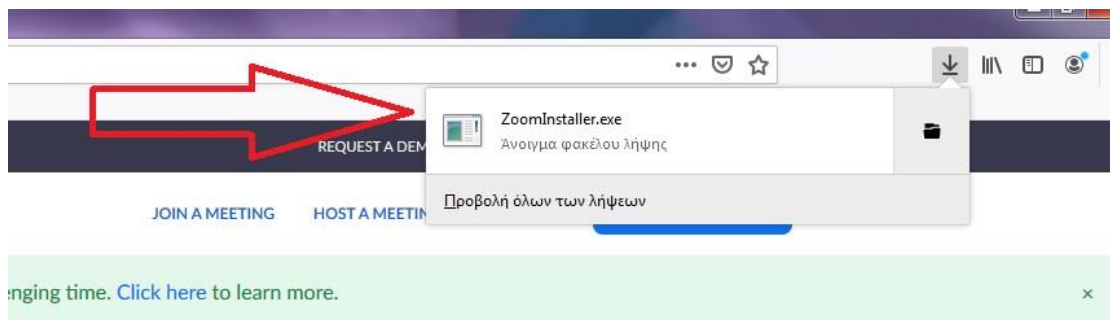 ZoomInstaller.exe
Άνοιγμα φακέλου λήψης
REQUEST A DEM
Προβολή όλων των λήψεων
JOIN A MEETING
HOST A MEETIN
enging time. Click here to learn more.